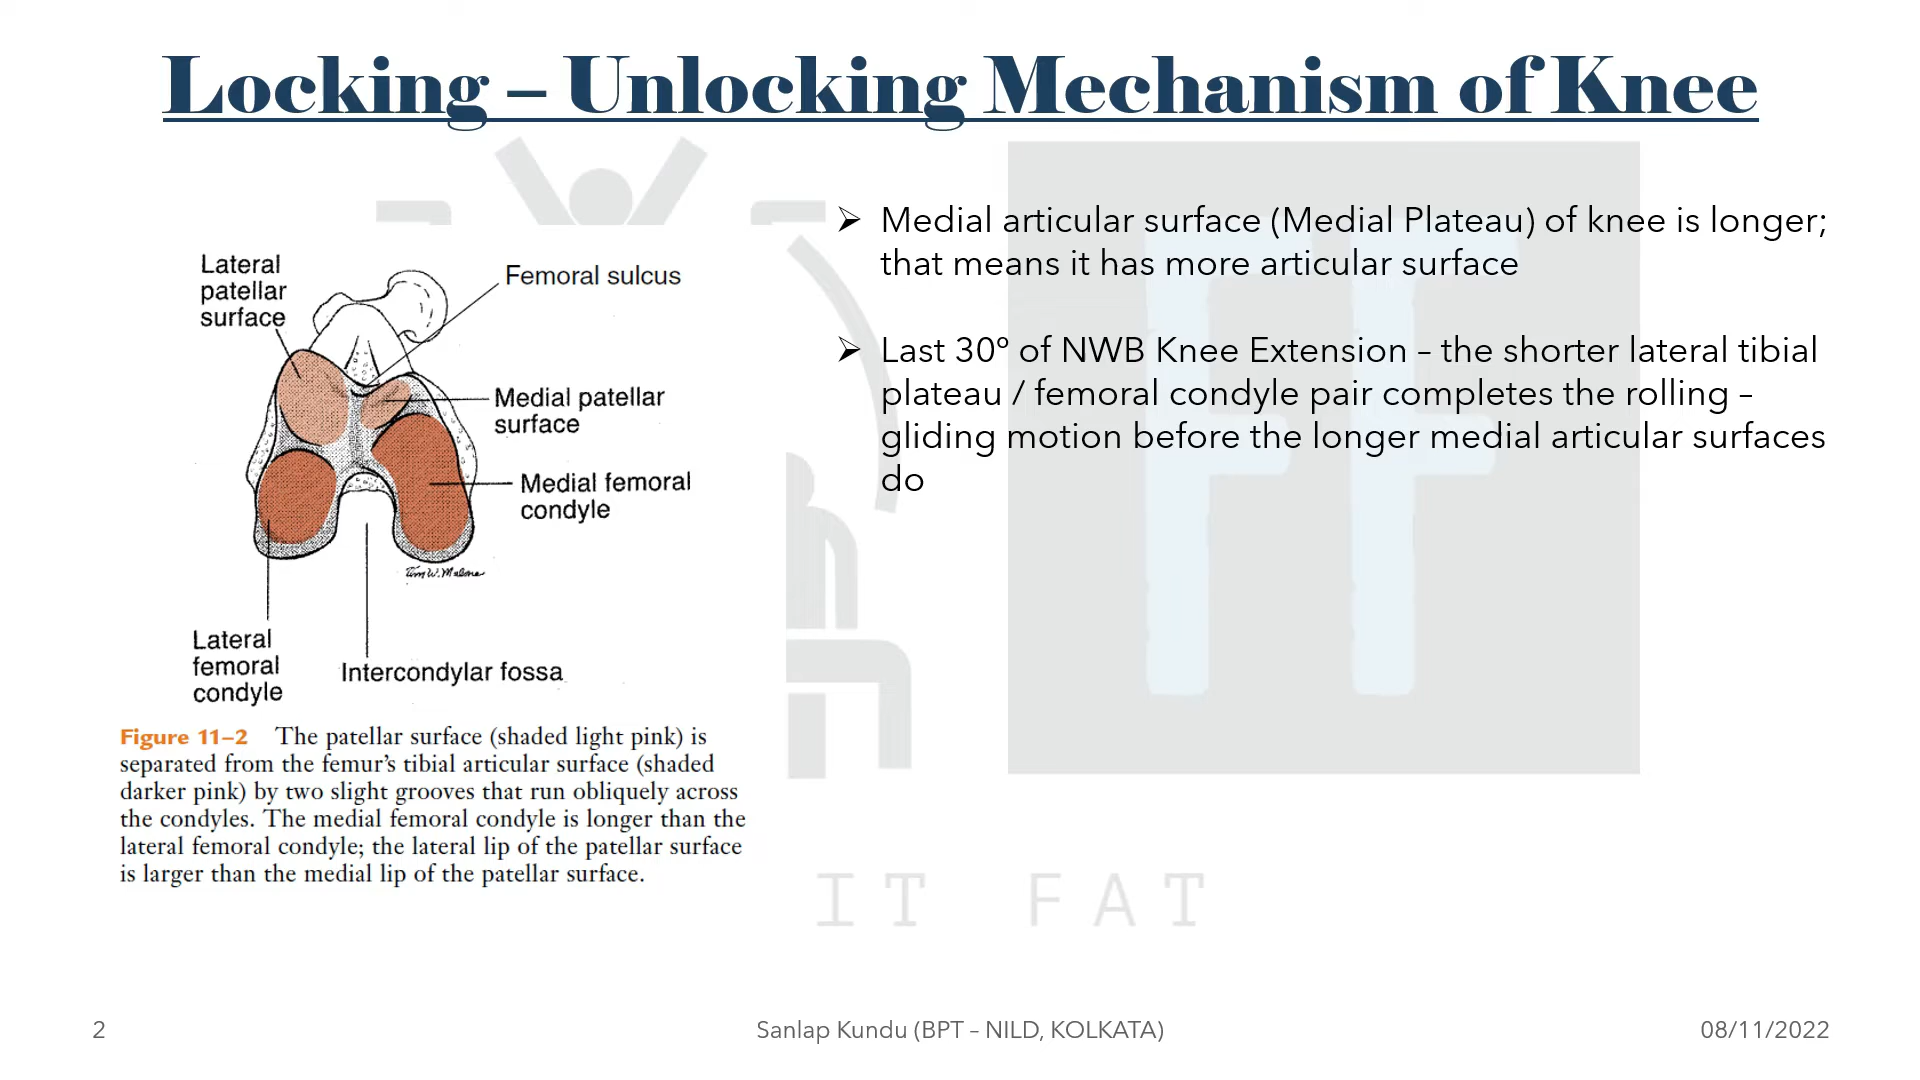 Locking – Unlocking Mechanism of Knee
Lateral
patellar
surface
Femoral sulcus
Medial patellar
surface
Medial femoral
condyle
Tim W. Malone
Lateral
femoral
condyle
Intercondylar fossa
Figure 11–2 The patellar surface (shaded light pink) is
separated from the femur’s tibial articular surface (shaded
darker pink) by two slight grooves that run obliquely across
the condyles. The medial femoral condyle is longer than the
lateral femoral condyle; the lateral lip of the patellar surface
is larger than the medial lip of the patellar surface.
➢ Medial articular surface (Medial Plateau) of knee is longer;
that means it has more articular surface
➢ Last 30° of NWB Knee Extension – the shorter lateral tibial
plateau / femoral condyle pair completes the rolling –
gliding motion before the longer medial articular surfaces
do
FF
IT FAT
2
Sanlap Kundu (BPT – NILD, KOLKATA)
08/11/2022